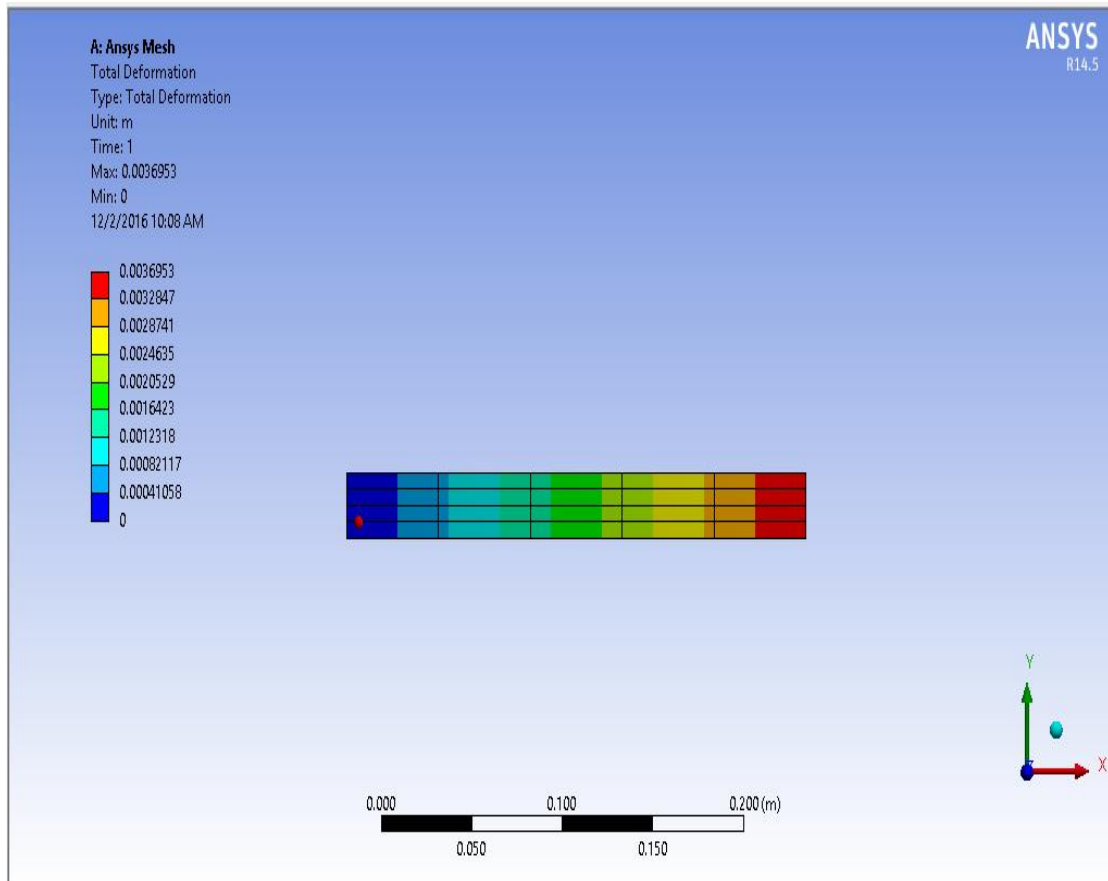 A: Ansys Mesh
Total Deformation
Type: Total Deformation
Unit: m
Time: 1
Max: 0.0036953
Min: 0
12/2/2016 10:08 AM
ANSYS
R14.5
0.0036953
0.0032847
0.0028741
0.0024635
0.0020529
0.0016423
0.0012318
0.00082117
0.00041058
0
Y
X
Z
0.000 0.100 0.200 (m)
0.050 0.150